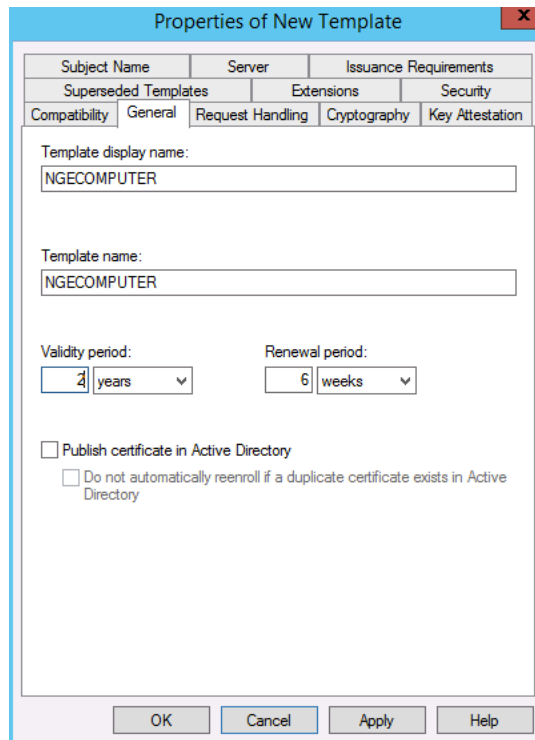 Properties of New Template
x
Subject Name Server Issuance Requirements
Superseded Templates Extensions Security
Compatibility General Request Handling Cryptography Key Attestation
Template display name:
NGECOMPUTER
Template name:
NGECOMPUTER
Validity period: Renewal period:
2 years 6 weeks
Publish certificate in Active Directory
Do not automatically reenroll if a duplicate certificate exists in Active
Directory
OK Cancel Apply Help